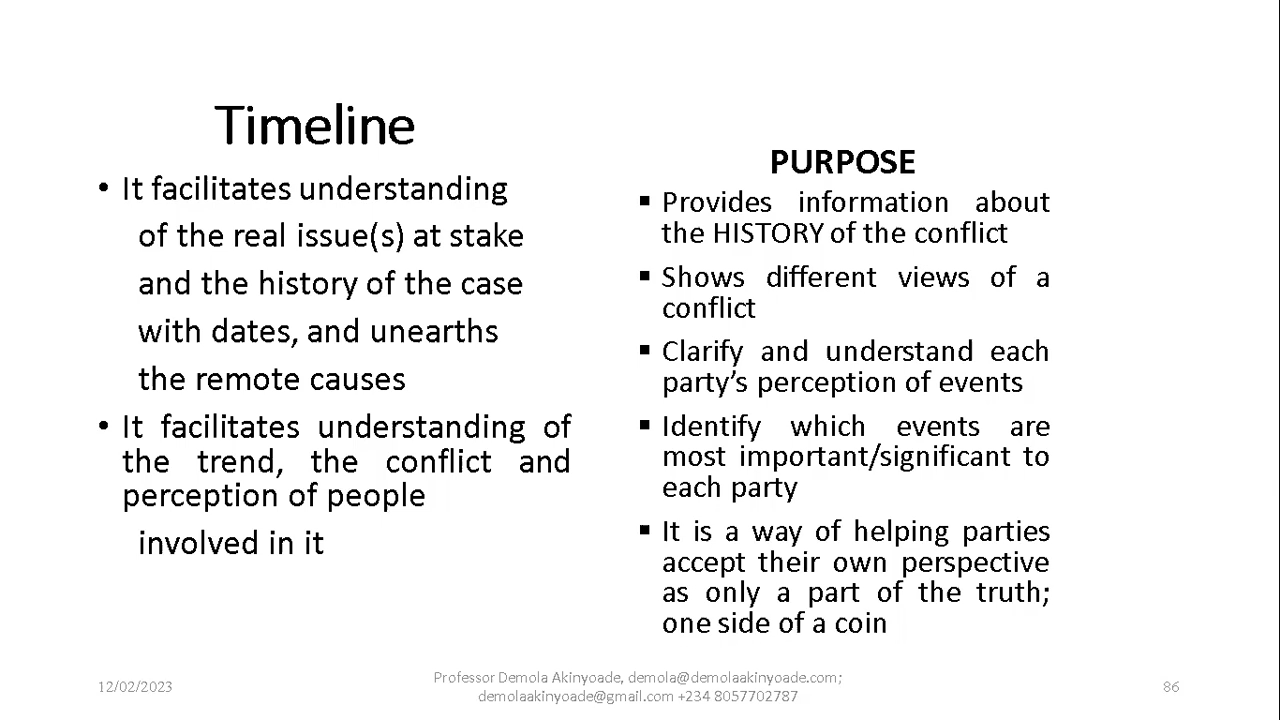 Timeline
• It facilitates understanding
of the real issue(s) at stake
and the history of the case
with dates, and unearths
the remote causes
• It facilitates understanding of
the trend, the conflict and
perception of people
involved in it
PURPOSE
▪ Provides information about
the HISTORY of the conflict
▪ Shows different views of a
conflict
▪ Clarify and understand each
party’s perception of events
▪ Identify which events are
most important/significant to
each party
▪ It is a way of helping parties
accept their own perspective
as only a part of the truth;
one side of a coin
12/02/2023
Professor Demola Akinyoade, demola@demolaakinyoade.com;
demolaakinyoade@gmail.com +234 8057702787
86